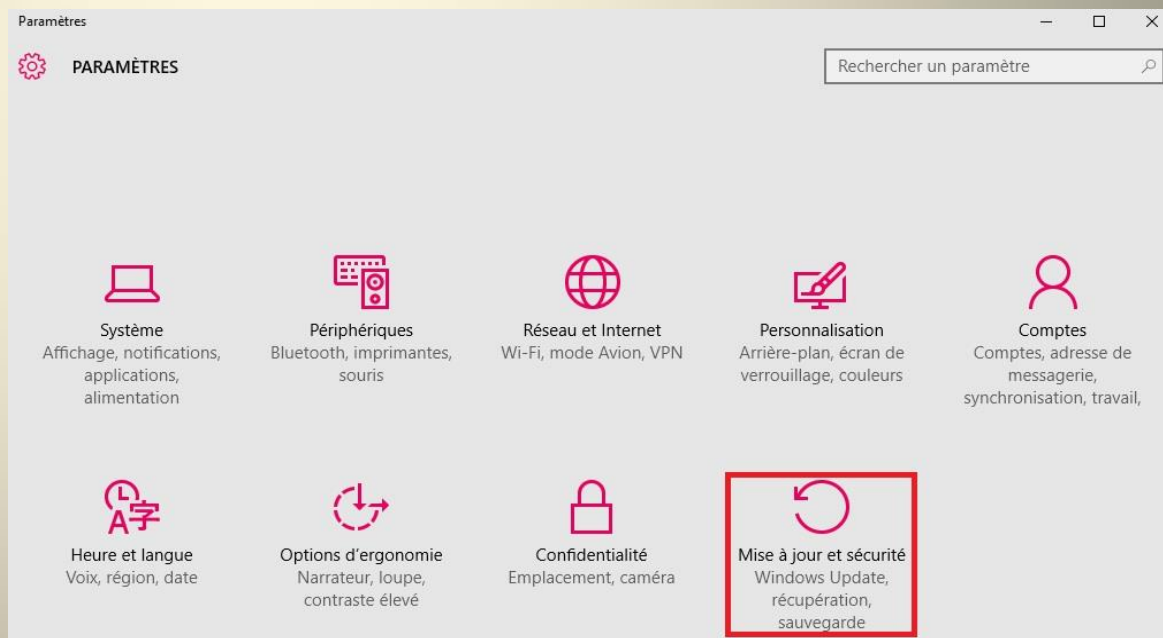 Paramètres
PARAMÈTRES
Rechercher un paramètre
Système
Affichage, notifications,
applications,
alimentation
Périphériques
Bluetooth, imprimantes,
souris
Réseau et Internet
Wi-Fi, mode Avion, VPN
Personnalisation
Arrière-plan, écran de
verrouillage, couleurs
Comptes
Comptes, adresse de
messagerie,
synchronisation, travail,
A字
Heure et langue
Voix, région, date
Options d'ergonomie
Narrateur, loupe,
contraste élevé
Confidentialité
Emplacement, caméra
Mise à jour et sécurité
Windows Update,
récupération,
sauvegarde